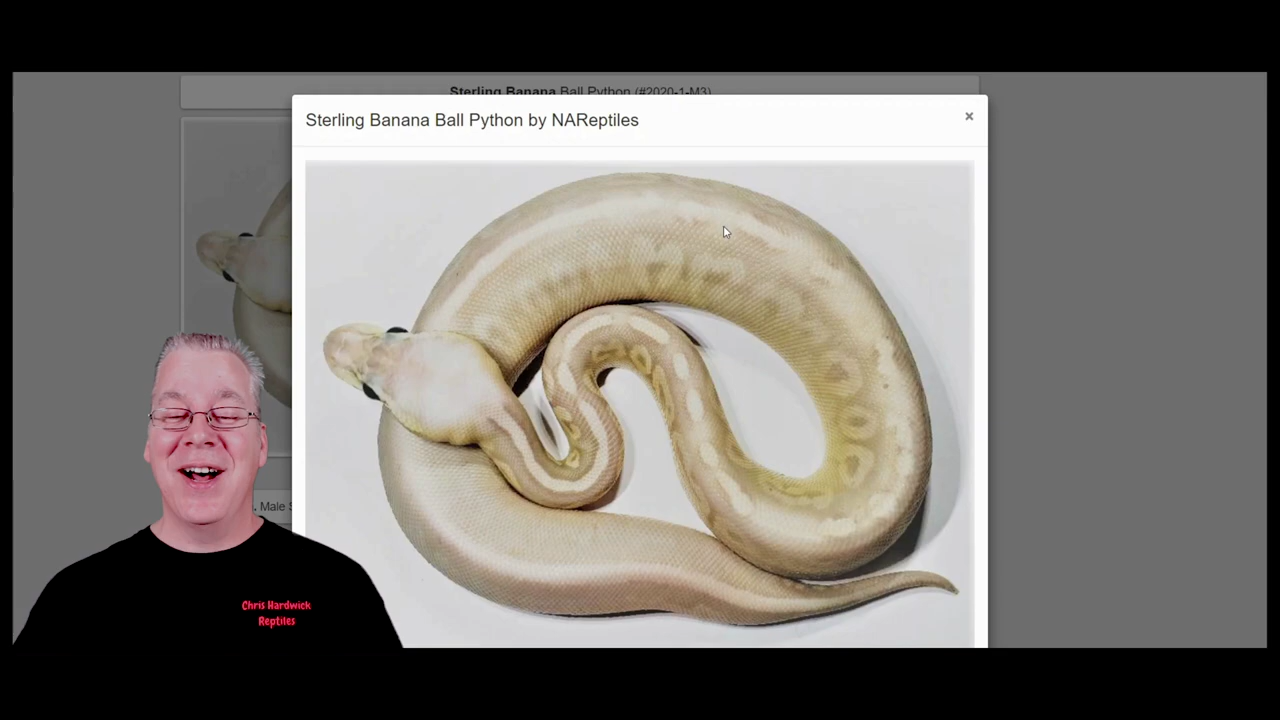 Sterling Banana Ball Python (#2020-1-M3)
Sterling Banana Ball Python by NAReptiles
×
. Male
Chris Hardwick
Reptiles